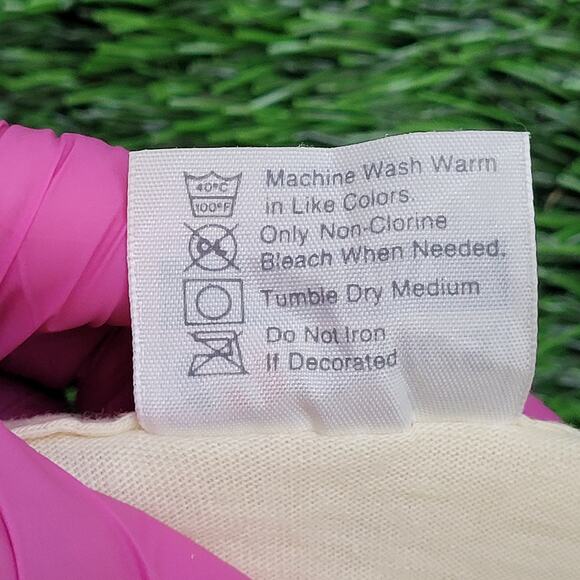 40°C
100°F
Machine Wash Warm
in Like Colors.
Only Non-Clorine
Bleach When Needed.
Tumble Dry Medium
Do Not Iron
If Decorated